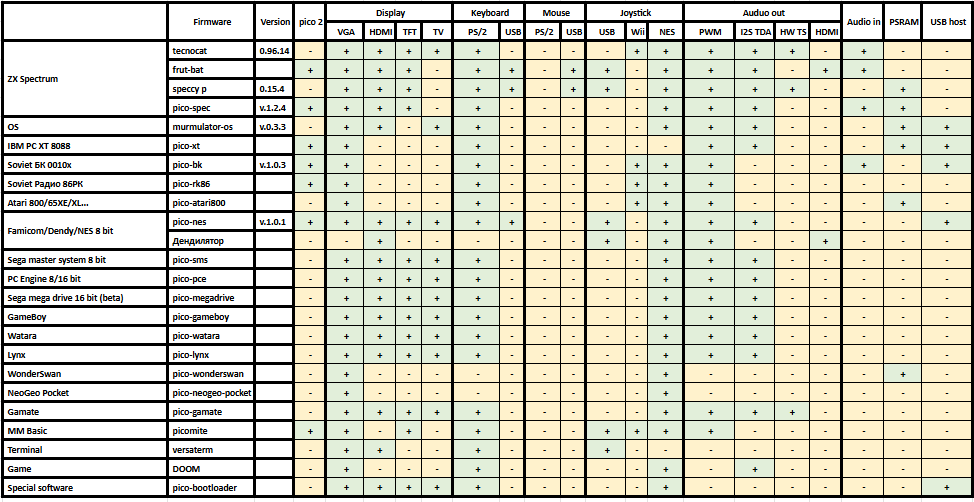 Firmware Version pico 2 Display Keyboard Mouse Joystick Auduo out Audio in PSRAM USB host
VGA HDMI TFT TV PS/2 USB PS/2 USB USB Wii NES PWM I2S TDA HW TS HDMI
ZX Spectrum
tecnocat 0.96.14 - + + + + + - - - - + + + + + - + - -
frut-bat + + + + - + + - + + - + + + - + + - -
speccy p 0.15.4 - + + + - + + - + + - + + + + - - + -
pico-spec v.1.2.4 + + + + - + - - - - - + + + - - + + -
OS murmulator-os v.0.3.3 - + + - + + - - - - - + + + - - - + +
IBM PC XT 8088 pico-xt + + - - - + - - - - - - + + - - - + +
Soviet БК 0010x pico-bk v.1.0.3 + + - - - + - - - - + + + - - - + - +
Soviet Радио 86РК pico-rk86 + + - - - + - - - - + + + - - - - - -
Atari 800/65XE/XL... pico-atari800 - + - - - + - - - - + + + - - - - + -
Famicom/Dendy/NES 8 bit
pico-nes v.1.0.1 + + + + + + + - - + - + + + - - - - +
Дендилятор - - + - - - - - - + - + + - - + - - -
Sega master system 8 bit pico-sms - + + + + + - - - - - + + + - - - - -
PC Engine 8/16 bit pico-pce - + + + + + - - - - - + + + - - - - -
Sega mega drive 16 bit (beta) pico-megadrive - + + + + + - - - - - + + + - - - - -
GameBoy pico-gameboy - + + + + + - - - - - + + + - - - - -
Watara pico-watara - + + + + + - - - - - + + + - - - - -
Lynx pico-lynx - + + + + + - - - - - + + + - - - - -
WonderSwan pico-wonderswan - + - - - - - - - - - + - - - - - + -
NeoGeo Pocket pico-neogeo-pocket - + - - - - - - - - - + - - - - - - -
Gamate pico-gamate - + + + + + - - - - - + + + + - - - -
MM Basic picomite + + - + - + - - - + + + + - - - - - -
Terminal versaterm - + + - - + - - - + - - - - - - - - -
Game DOOM - + - - - + - - - - - + - + - - - - -
Special software pico-bootloader - + + + + + - - - - - + - - - - - - +